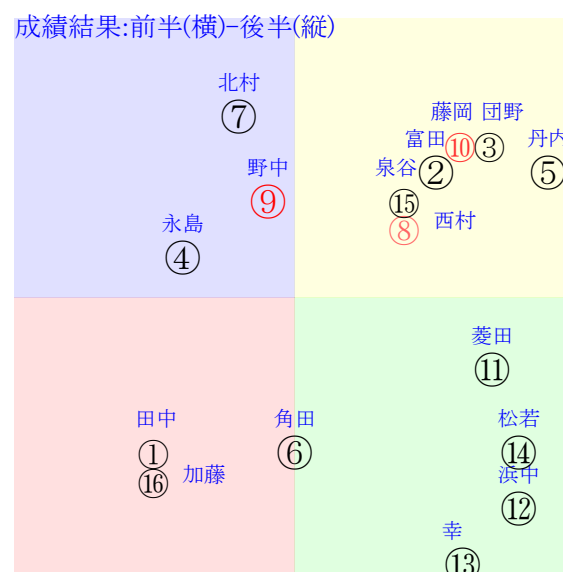 成績結果:前半(横)-後半(縦)
北村
⑦
藤岡 団野
⑩ ③
富田
②
丹内
⑤
野中
⑨
泉谷
⑮
西村
⑧
永島
④
菱田
⑪
田中
①
角田
⑥
松若
⑭
加藤
⑯
浜中
⑫
幸
⑬